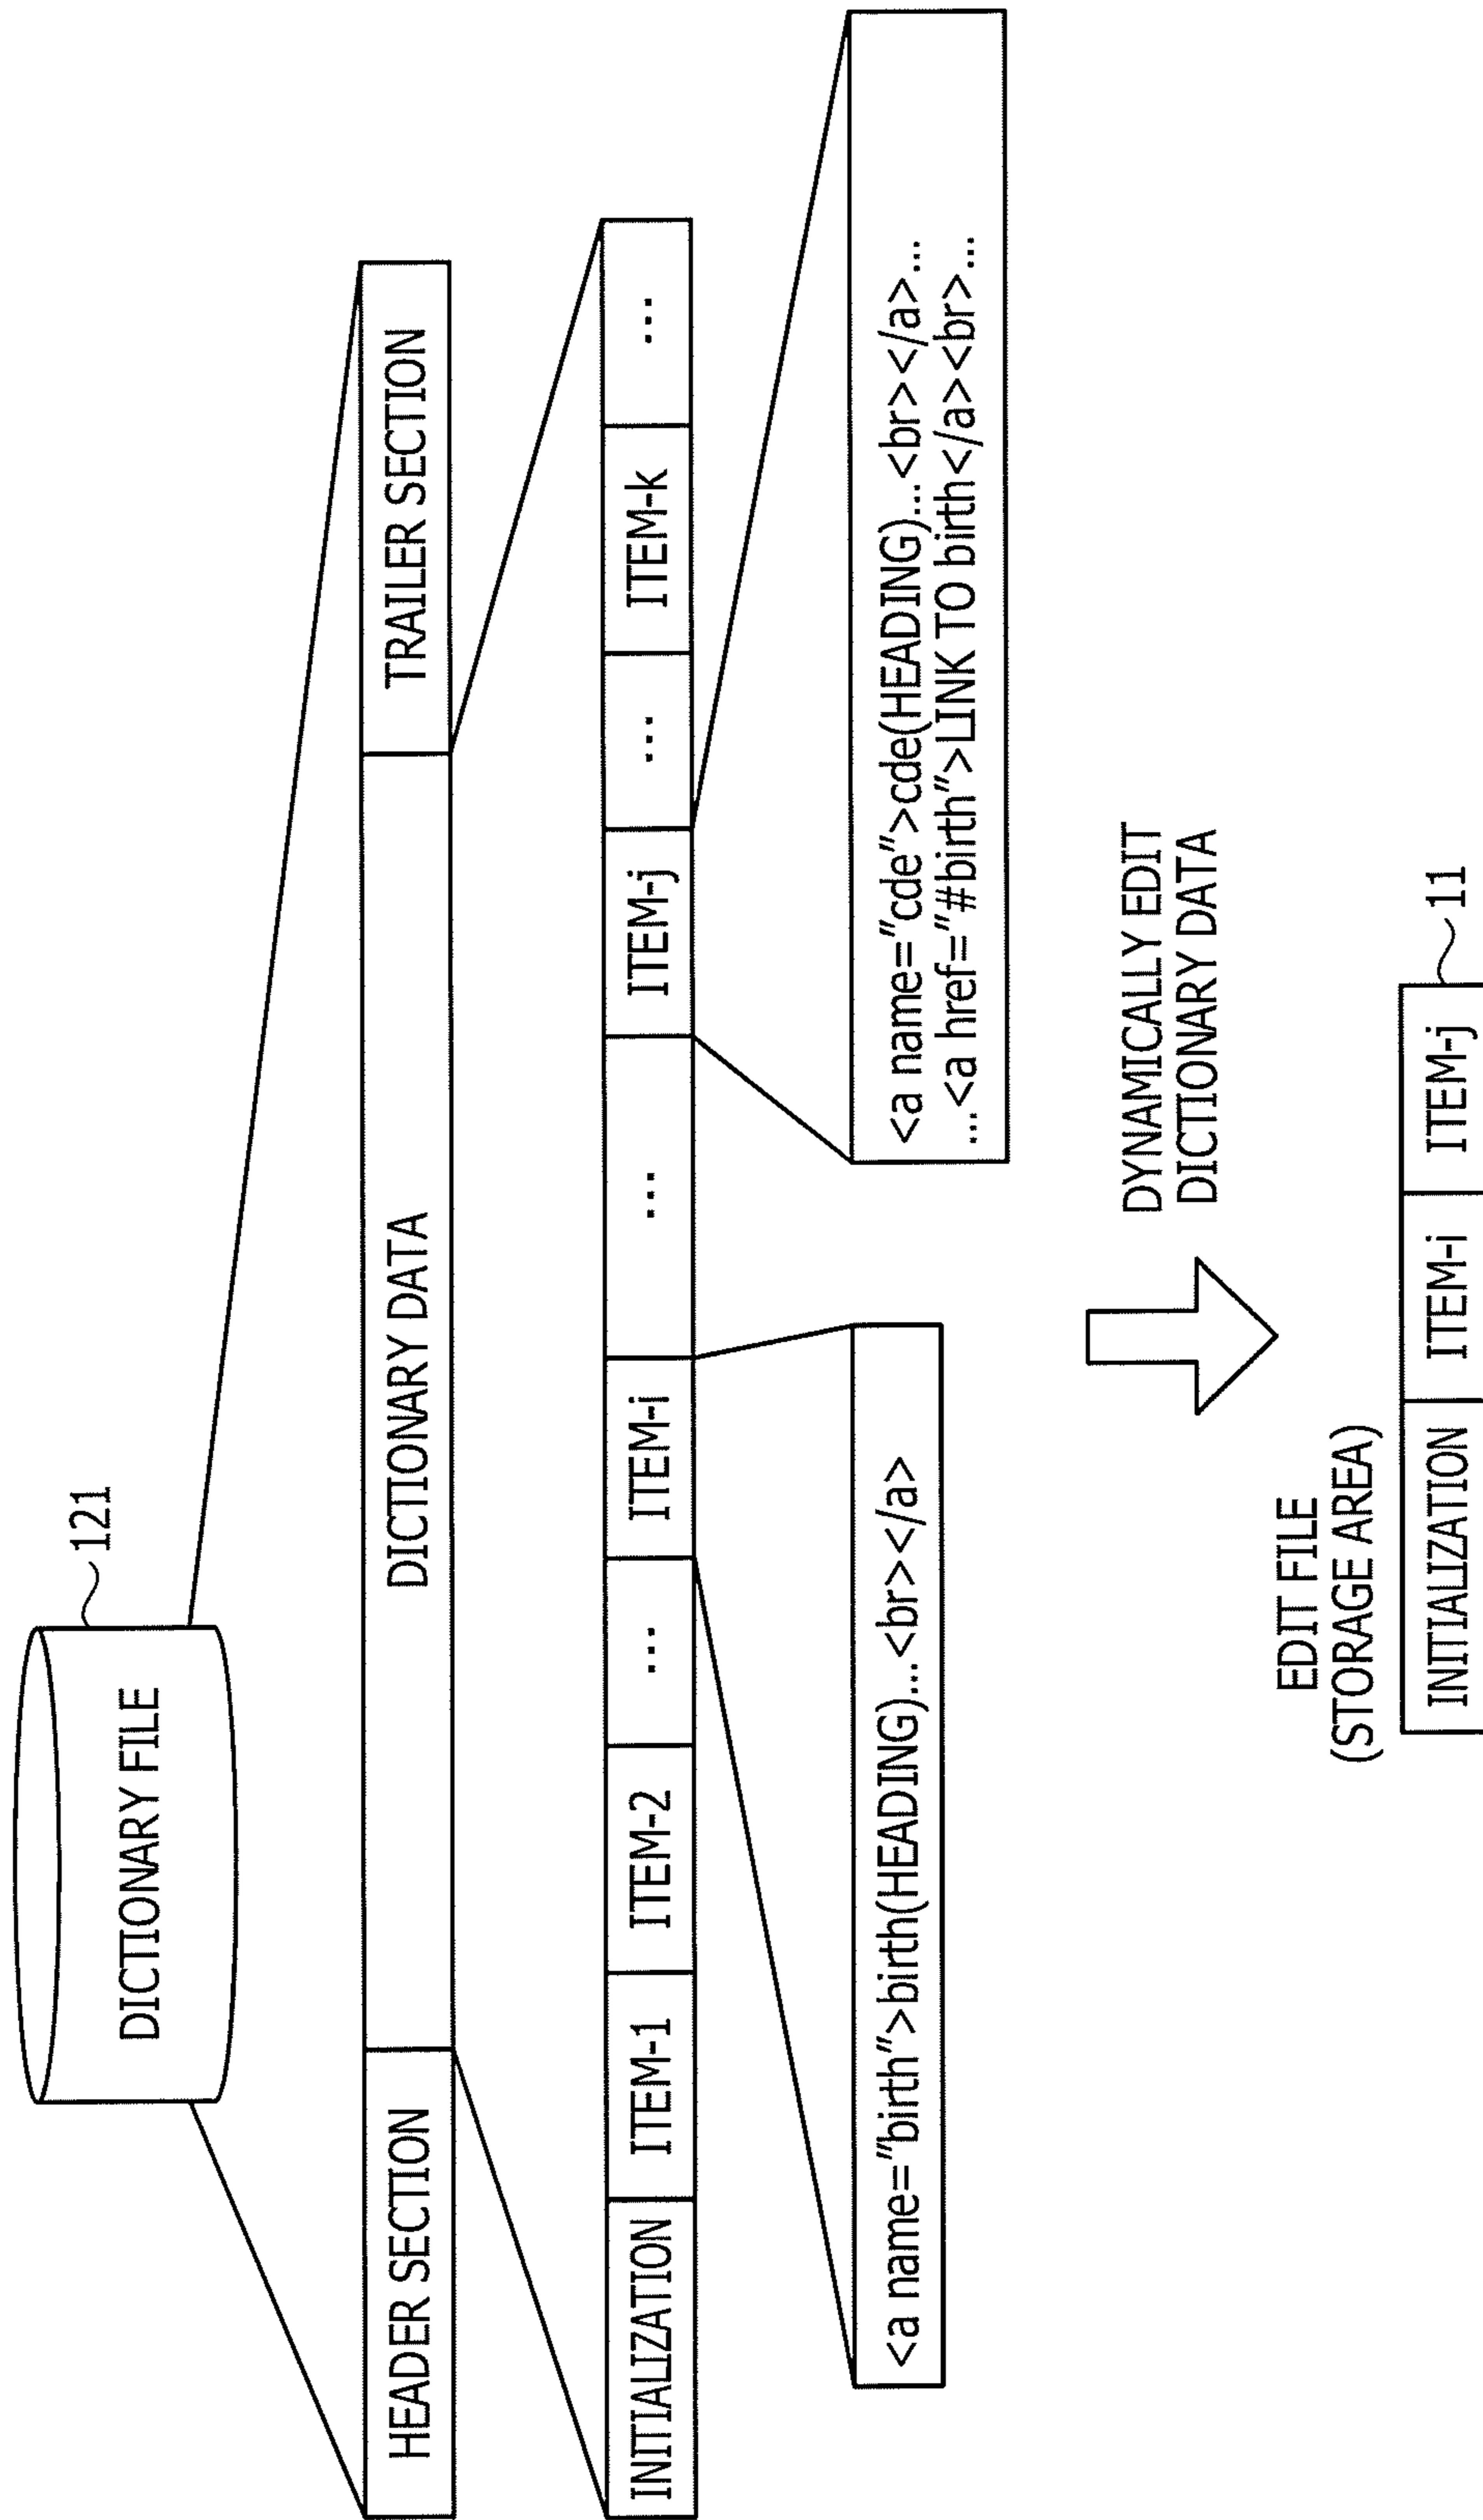 DICTIONARY FILE
121
HEADER SECTION
DICTIONARY DATA
TRAILER SECTION
INITIALIZATION
ITEM-1
ITEM-2
...
ITEM-i
...
ITEM-j
...
ITEM-k
...
<a name="birth">birth(HEADING)...<br></a>
<a name="cde">cde(HEADING)...<br></a>...
...<a href="#birth">LINK TO birth</a><br>...
DYNAMICALLY EDIT
DICTIONARY DATA
EDIT FILE
(STORAGE AREA)
INITIALIZATION
ITEM-i
ITEM-j
11